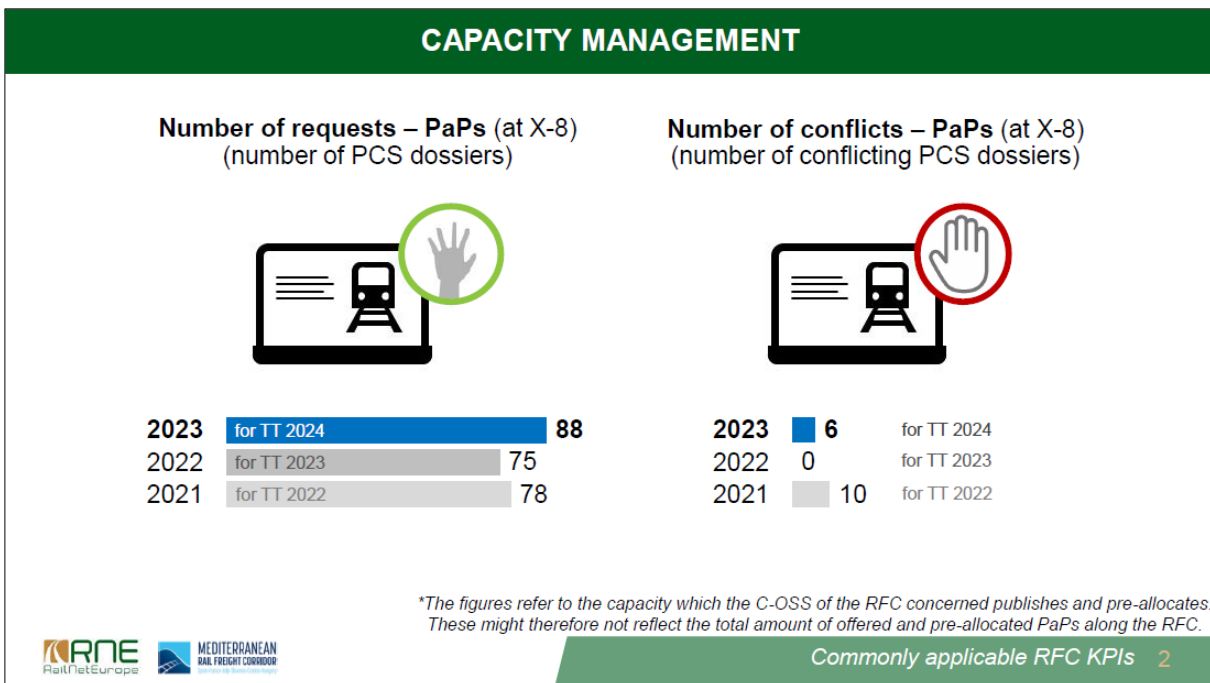 CAPACITY MANAGEMENT
Number of requests – PaPs (at X-8)
(number of PCS dossiers)
Number of conflicts – PaPs (at X-8)
(number of conflicting PCS dossiers)
2023 for TT 2024 88
2022 for TT 2023 75
2021 for TT 2022 78
2023 6 for TT 2024
2022 0 for TT 2023
2021 10 for TT 2022
*The figures refer to the capacity which the C-OSS of the RFC concerned publishes and pre-allocates.
These might therefore not reflect the total amount of offered and pre-allocated PaPs along the RFC.
RNE
RailNetEurope
MEDITERRANEAN
RAIL FREIGHT CORRIDOR
Commonly applicable RFC KPIs 2